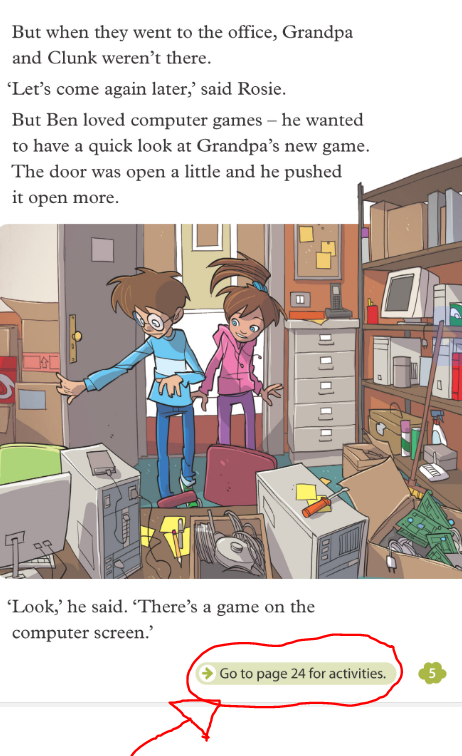 But when they went to the office, Grandpa
and Clunk weren’t there.
‘Let’s come again later,’ said Rosie.
But Ben loved computer games – he wanted
to have a quick look at Grandpa’s new game.
The door was open a little and he pushed
it open more.
‘Look,’ he said. ‘There’s a game on the
computer screen.’
Go to page 24 for activities.
5